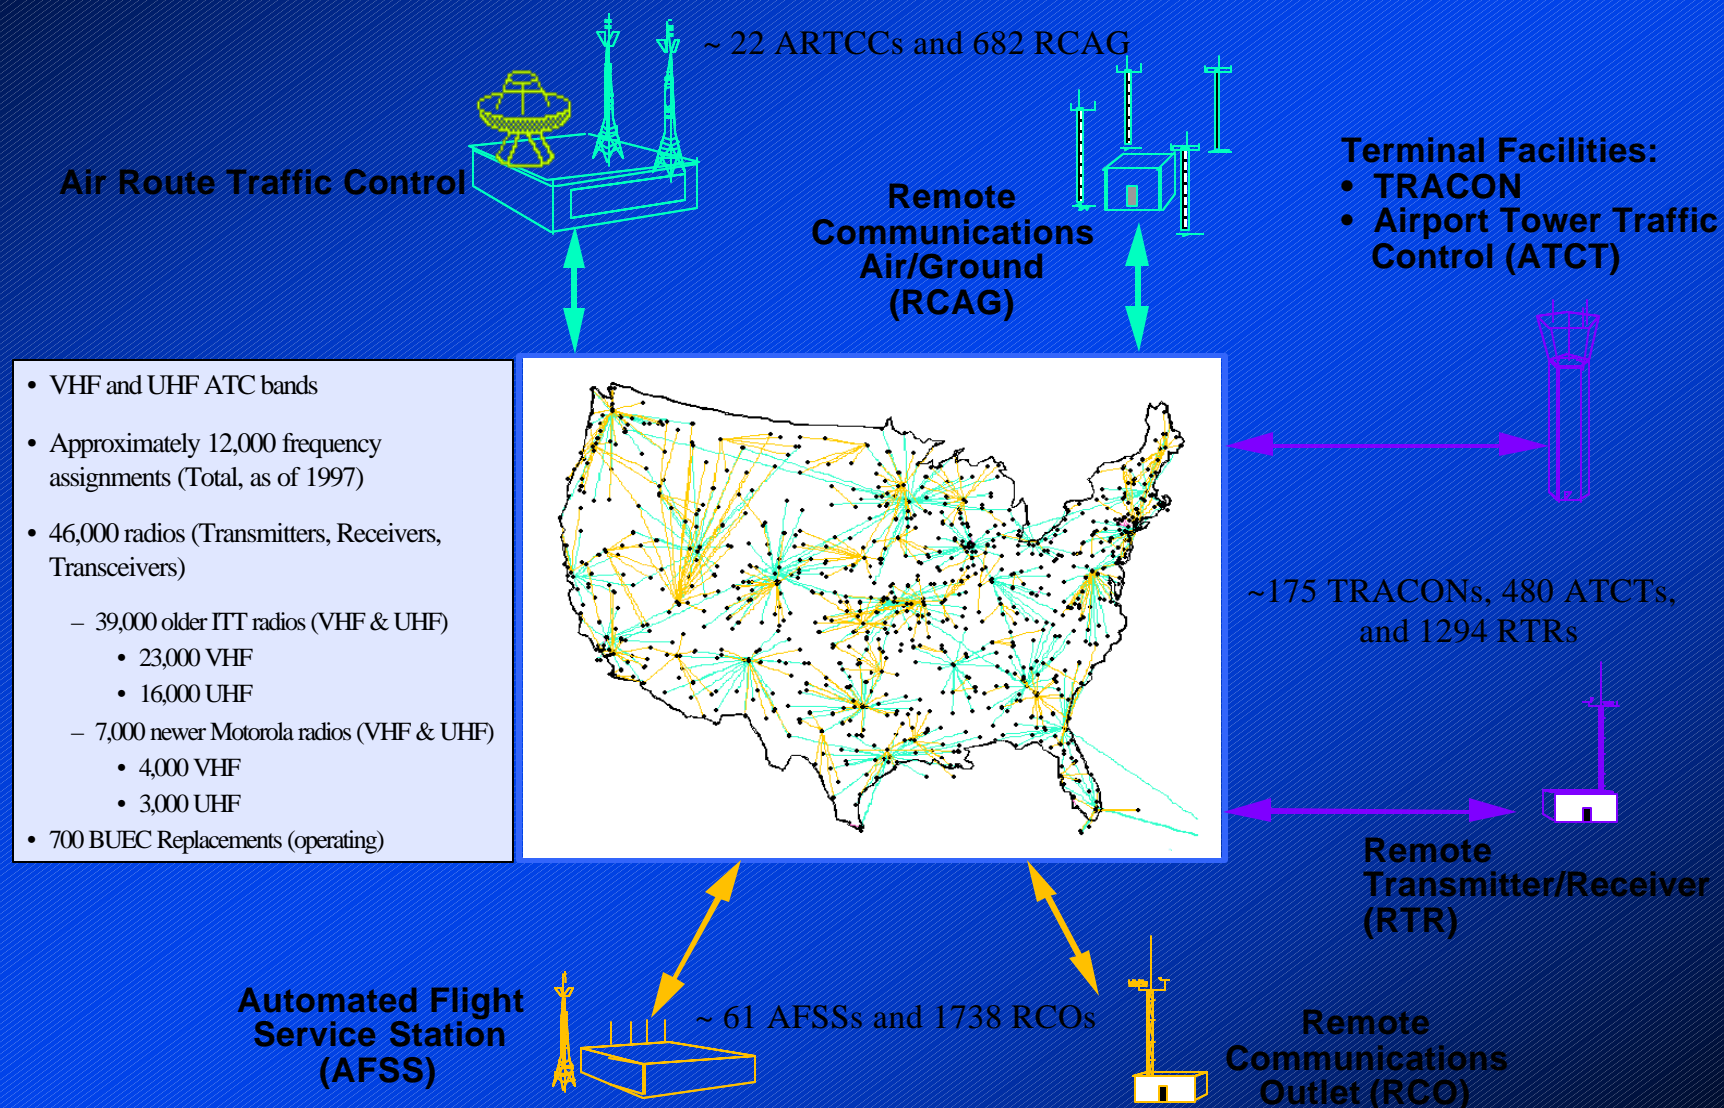 ~ 22 ARTCCs and 682 RCAG
Air Route Traffic Control
Remote
Communications
Air/Ground
(RCAG)
Terminal Facilities:
• TRACON
• Airport Tower Traffic
Control (ATCT)
• VHF and UHF ATC bands
• Approximately 12,000 frequency
assignments (Total, as of 1997)
• 46,000 radios (Transmitters, Receivers,
Transceivers)
– 39,000 older ITT radios (VHF & UHF)
• 23,000 VHF
• 16,000 UHF
– 7,000 newer Motorola radios (VHF & UHF)
• 4,000 VHF
• 3,000 UHF
• 700 BUEC Replacements (operating)
~175 TRACONs, 480 ATCTs,
and 1294 RTRs
Remote
Transmitter/Receiver
(RTR)
Automated Flight
Service Station
(AFSS)
~ 61 AFSSs and 1738 RCOs
Remote
Communications
Outlet (RCO)